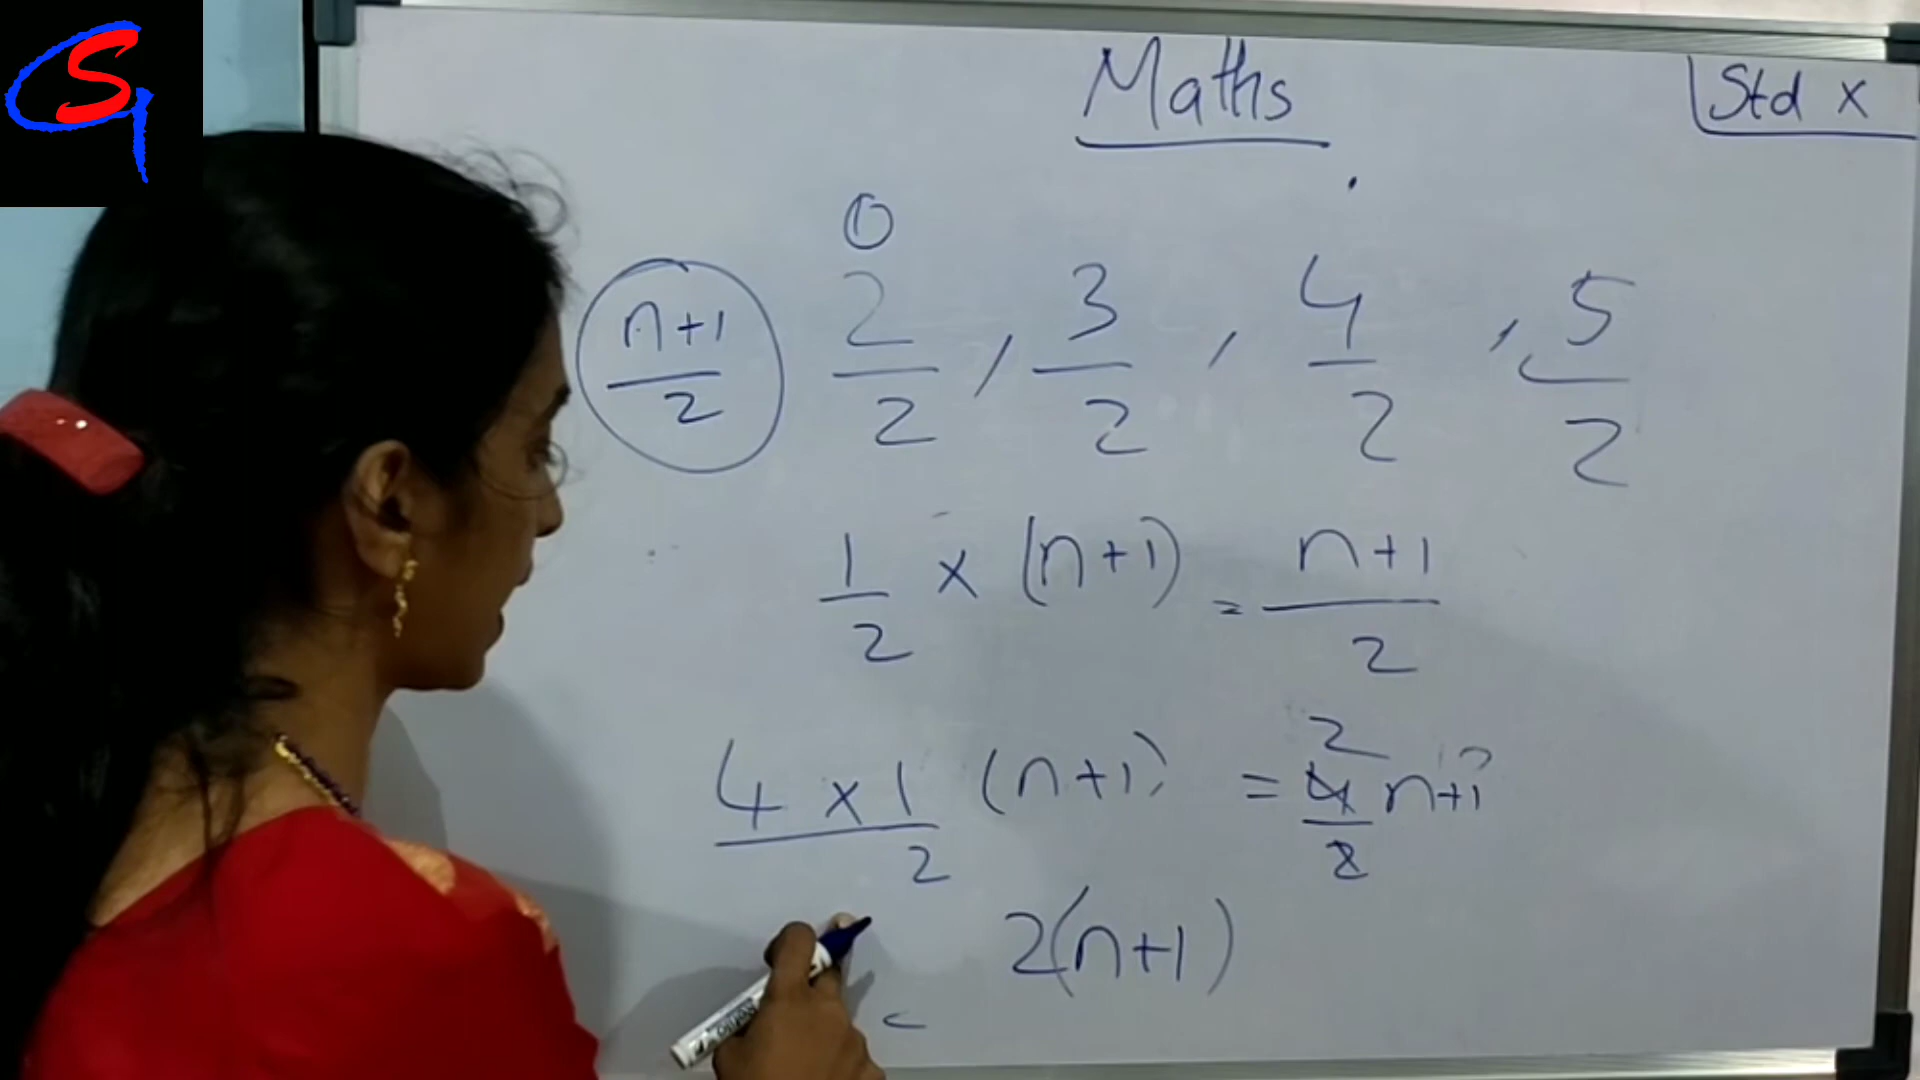 Maths
Std X
①
n+1/2 2/2, 3/2, 4/2, 5/2
1/2 × (n+1) = n+1/2
4×1/2 (n+1) = 4/2 n+1
2
2(n+1)